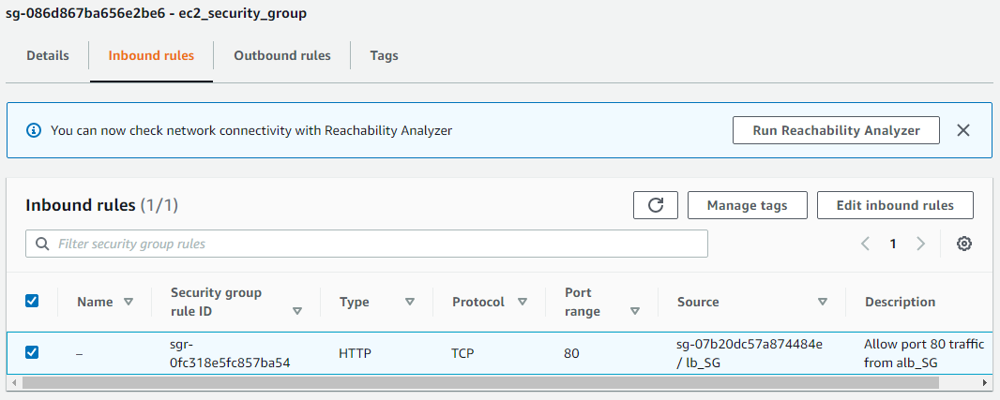 sg-086d867ba656e2be6 - ec2_security_group
Details
Inbound rules
Outbound rules
Tags
You can now check network connectivity with Reachability Analyzer
Run Reachability Analyzer
Inbound rules (1/1)
Manage tags
Edit inbound rules
Filter security group rules
1
Name
Security group
rule ID
Type
Protocol
Port
range
Source
Description
–
sgr-
0fc318e5fc857ba54
HTTP
TCP
80
sg-07b20dc57a874484e
/ lb_SG
Allow port 80 traffic
from alb_SG